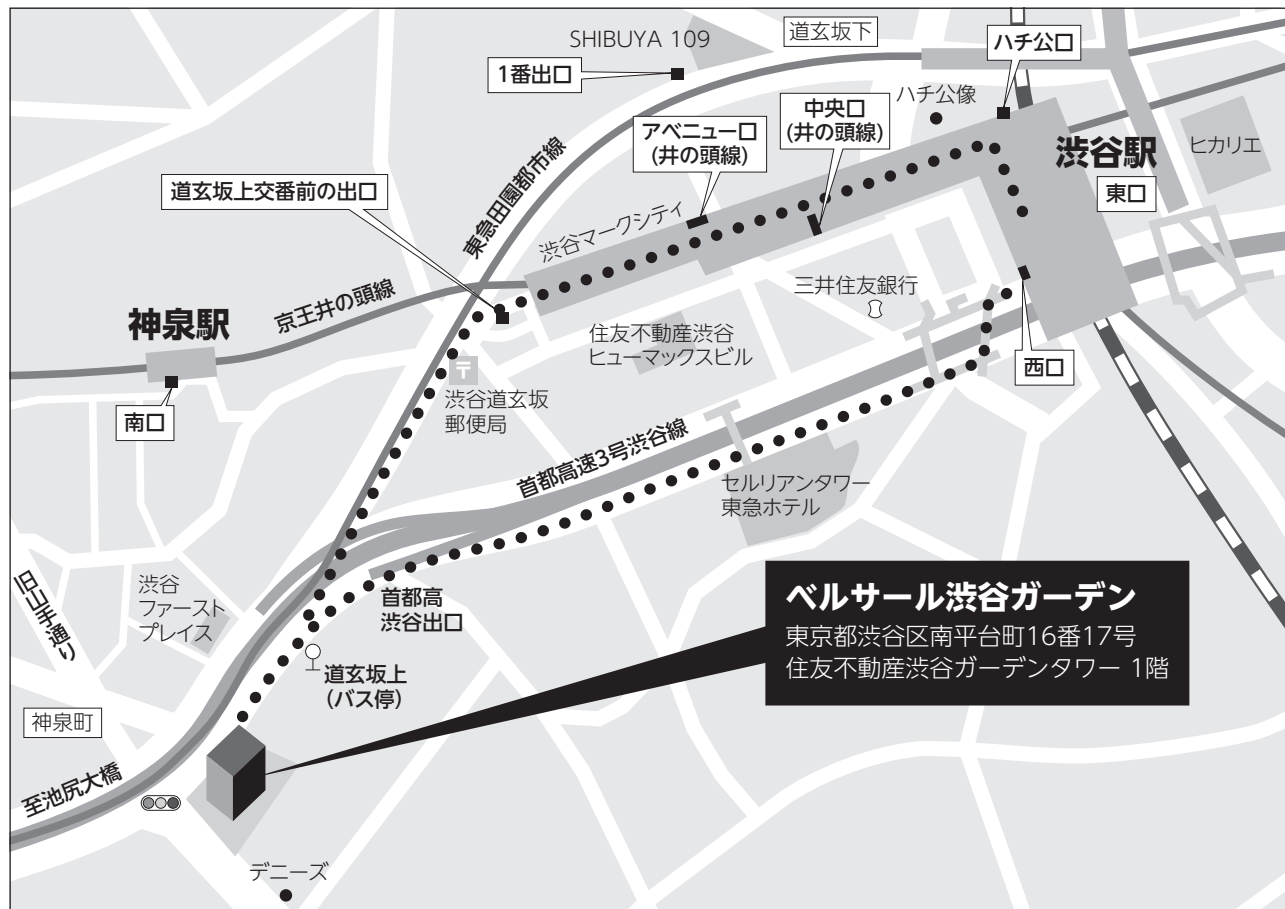 SHIBUYA 109
道玄坂下
ハチ公口
1番出口
ハチ公像
中央口
(井の頭線)
アベニュー口
(井の頭線)
渋谷駅
ヒカリエ
東口
道玄坂上交番前の出口
東急田園都市線
渋谷マークシティ
三井住友銀行
京王井の頭線
神泉駅
住友不動産渋谷
ヒューマックスビル
西口
南口
〒
渋谷道玄坂
郵便局
首都高速3号渋谷線
セルリアンタワー
東急ホテル
旧山手通り
渋谷
ファースト
プレイス
首都高
渋谷出口
ベルサール渋谷ガーデン
東京都渋谷区南平台町16番17号
住友不動産渋谷ガーデンタワー 1階
道玄坂上
(バス停)
神泉町
至池尻大橋
デニーズ